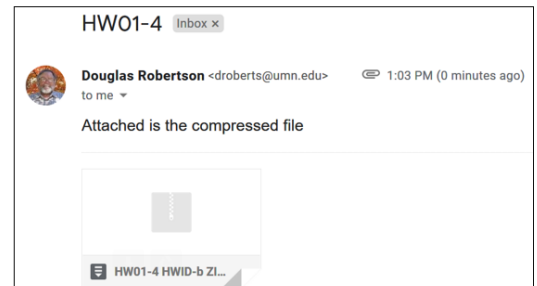 HW01-4 Inbox ×
Douglas Robertson <droberts@umn.edu> 1:03 PM (0 minutes ago)
to me
Attached is the compressed file
HW01-4 HWID-b ZI...